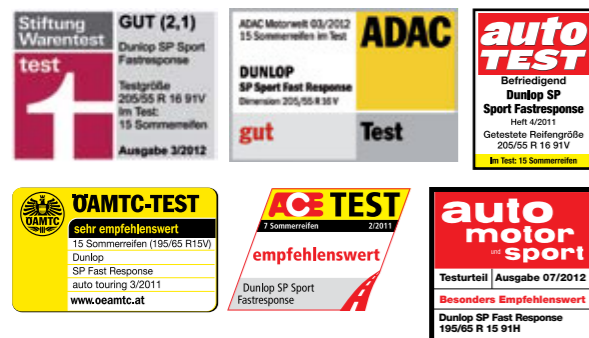 Stiftung
Warentest
test
GUT (2,1)
Dunlop SP Sport
Fastresponse
Testgröße
205/55 R 16 91V
Im Test:
15 Sommerreifen
Ausgabe 3/2012
ADAC Motorwelt 03/2012
15 Sommerreifen im Test
ADAC
DUNLOP
SP Sport Fast Response
Dimension 205/55 R 16 V
gut
Test
auto
TEST
Befriedigend
Dunlop SP
Sport Fastresponse
Heft 4/2011
Getestete Reifengröße
205/55 R 16 91V
Im Test: 15 Sommerreifen
ÖAMTC
ÖAMTC-TEST
sehr empfehlenswert
15 Sommerreifen (195/65 R15V)
Dunlop
SP Fast Response
auto touring 3/2011
www.oeamtc.at
ACE TEST
7 Sommerreifen 2/2011
empfehlenswert
Dunlop SP Sport
Fastresponse
auto
motor
und sport
Testurteil Ausgabe 07/2012
Besonders Empfehlenswert
Dunlop SP Fast Response
195/65 R 15 91H